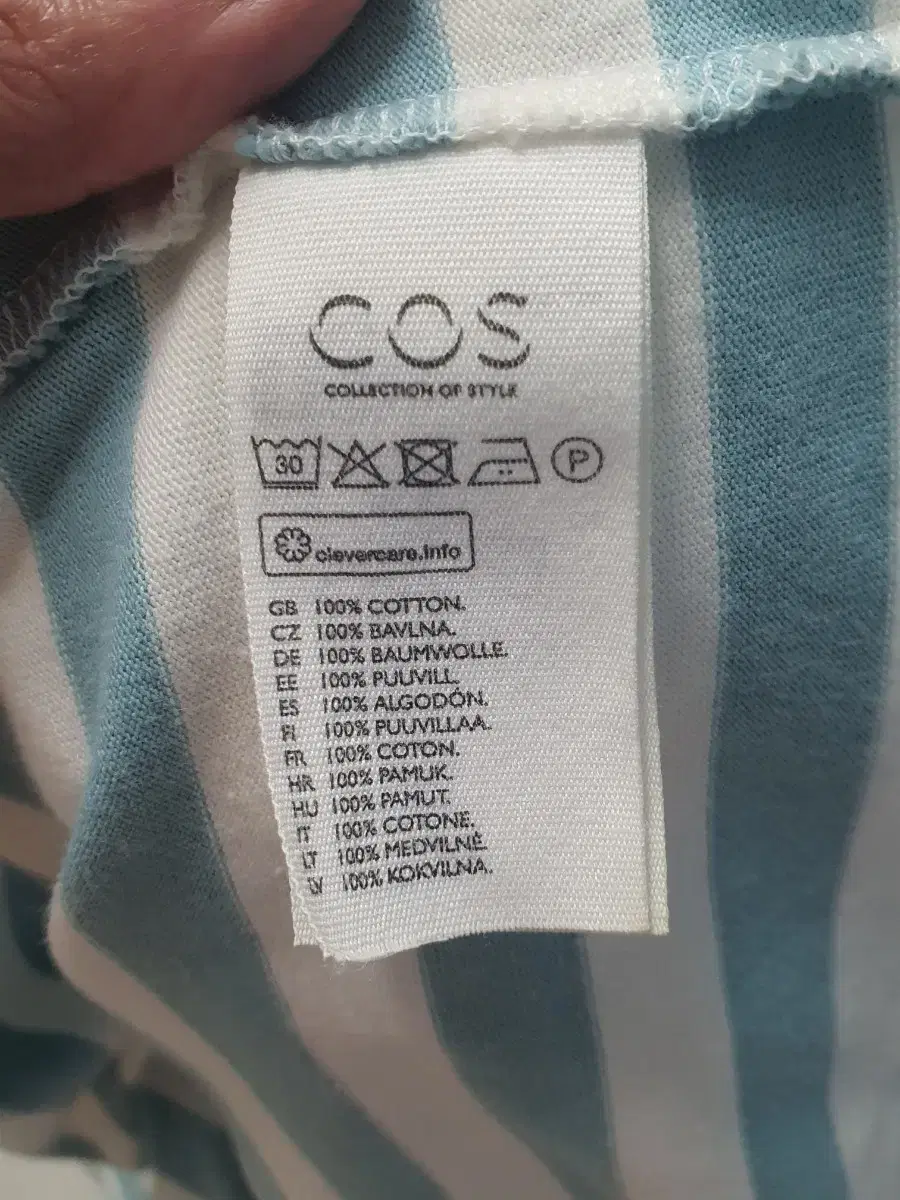 COS
COLLECTION OF STYLE
30 P
clevercare.info
GB 100% COTTON.
CZ 100% BAVLNA.
DE 100% BAUMWOLLE.
EE 100% PUUVILL.
ES 100% ALGODÓN.
FI 100% PUUVILLAA.
FR 100% COTON.
HR 100% PAMUK.
HU 100% PAMUT.
IT 100% COTONE.
LT 100% MEDVILNĖ.
LV 100% KOKVILNA.